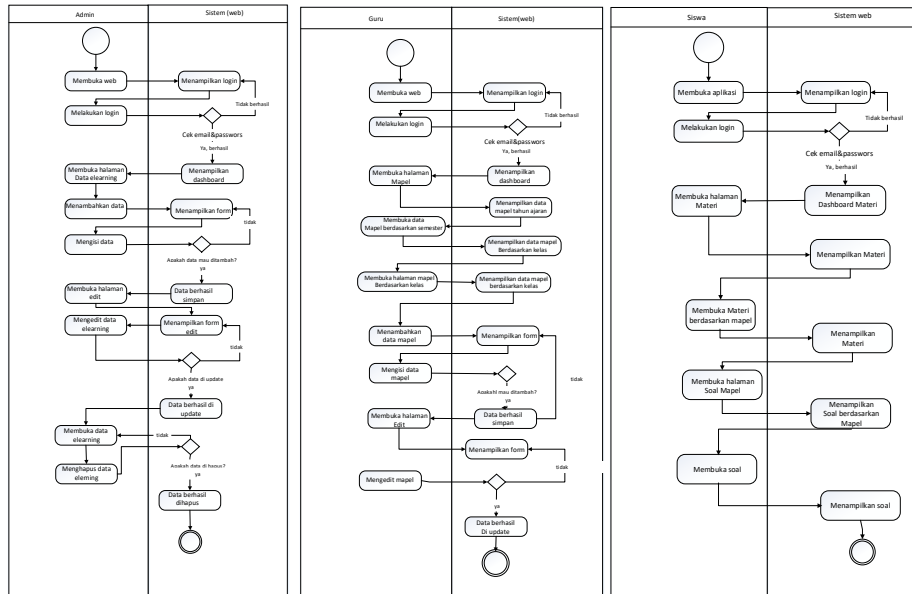 Admin
Sistem (web)
Membuka web
Menampilkan login
Tidak berhasil
Melakukan login
Cek email&passwors
Ya, berhasil
Membuka halaman
Data elearning
Menampilkan
dashboard
Menambahkan data
Menampilkan form
tidak
Mengisi data
Apakah data mau ditambah?
ya
Membuka halaman
edit
Data berhasil
simpan
Mengedit data
elearning
Menampilkan form
edit
tidak
Apakah data di update
ya
Data berhasil di
update
Membuka data
elearning
tidak
Menghapus data
elerning
Apakah data di hapus?
ya
Data berhasil
dihapus
Guru
Sistem(web)
Membuka web
Menampilkan login
Tidak berhasil
Melakukan login
Cek email&passwors
Ya, berhasil
Membuka halaman
Mapel
Menampilkan
dashboard
Menampilkan data
mapel tahun ajaran
Membuka data
Mapel berdasarkan semester
Menampilkan data mapel
Berdasarkan kelas
Membuka halaman mapel
Berdasarkan kelas
Menampilkan data mapel
berdasarkan kelas
Menambahkan
data mapel
Menampilkan form
Mengisi data
mapel
tidak
Apakahl mau ditambah?
ya
Membuka halaman
Edit
Data berhasil
simpan
Menampilkan form
tidak
Mengedit mapel
ya
Data berhasil
Di update
Siswa
Sistem web
Membuka aplikasi
Menampilkan login
Tidak berhasil
Melakukan login
Cek email&passwors
Ya, berhasil
Membuka halaman
Materi
Menampilkan
Dashboard Materi
Menampilkan Materi
Membuka Materi
berdasarkan mapel
Menampilkan
Materi
Membuka halaman
Soal Mapel
Menampilkan
Soal berdasarkan
Mapel
Membuka soal
Menampilkan soal